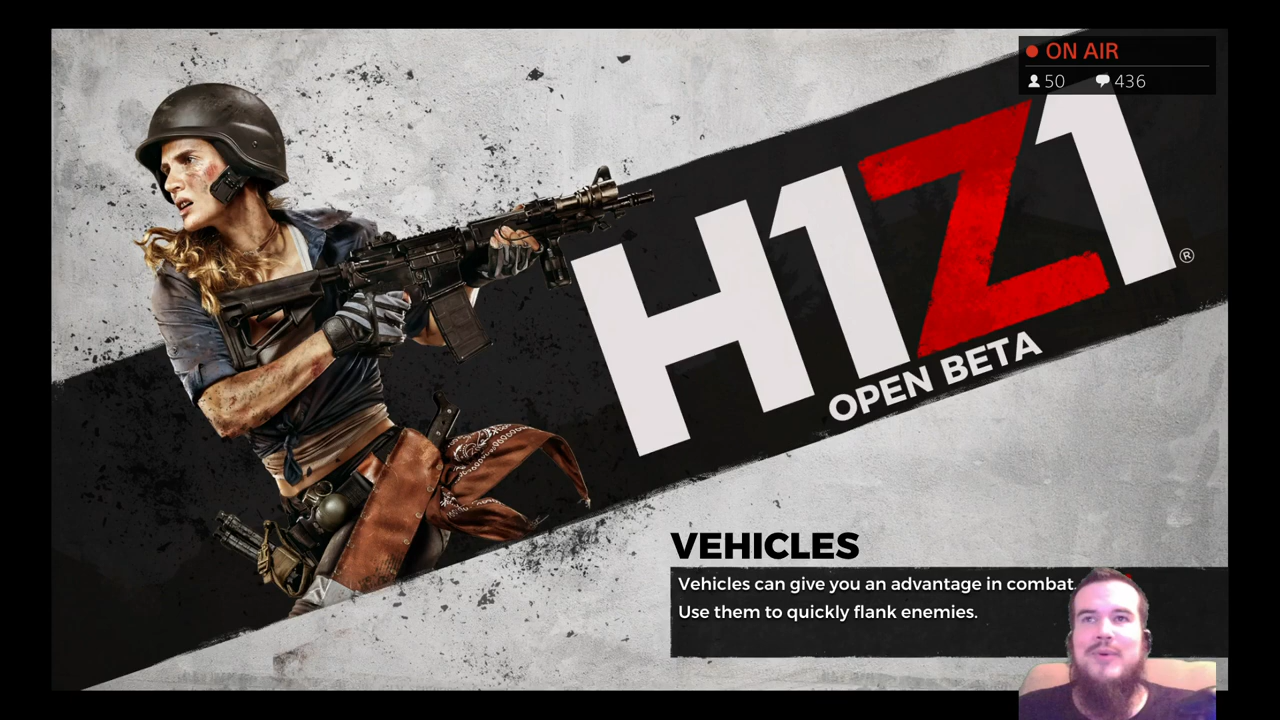 ON AIR
50 436
H1Z1®
OPEN BETA
VEHICLES
Vehicles can give you an advantage in combat.
Use them to quickly flank enemies.